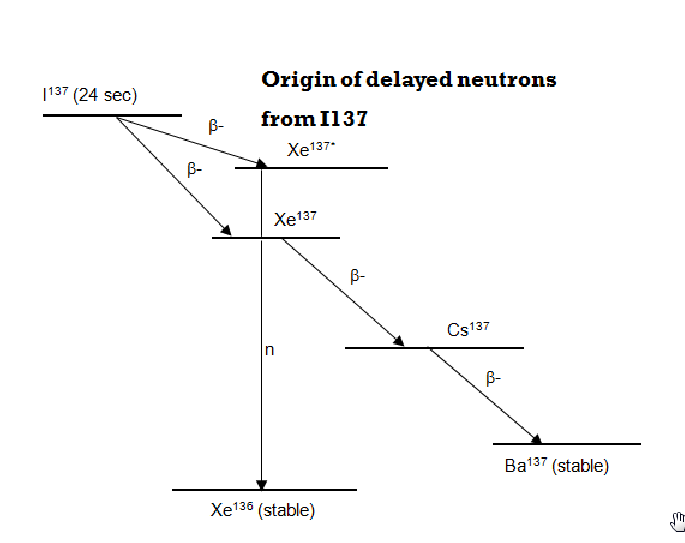 Origin of delayed neutrons
from I137
I¹³⁷ (24 sec)
β-
Xe¹³⁷*
β-
Xe¹³⁷
β-
Cs¹³⁷
n
β-
Ba¹³⁷ (stable)
Xe¹³⁶ (stable)